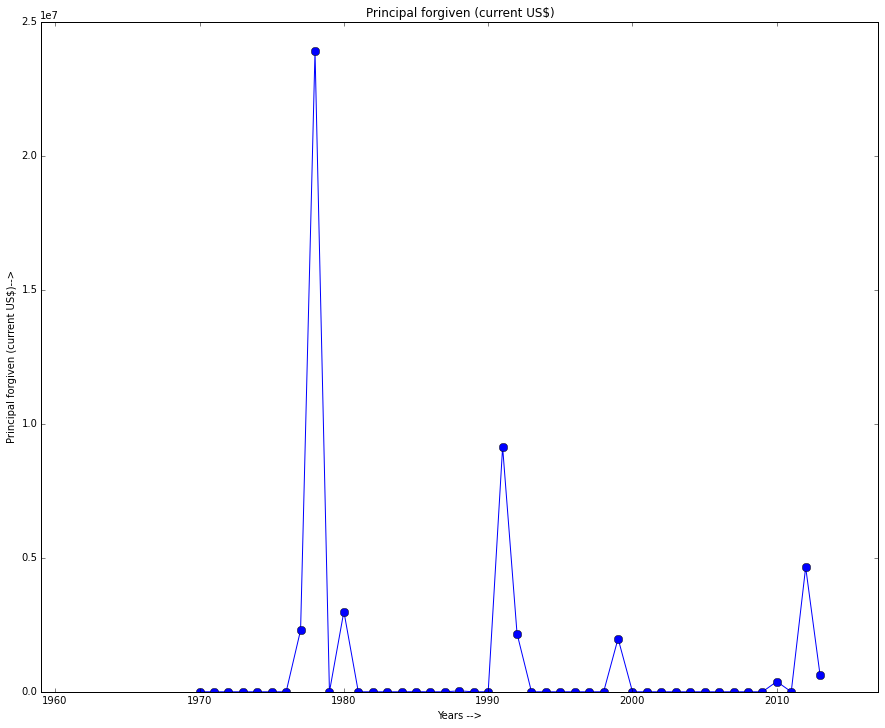 Principal forgiven (current US$)
1e7
2.5
2.0
1.5
1.0
0.5
0.0
Principal forgiven (current US$)-->
1960 1970 1980 1990 2000 2010
Years -->